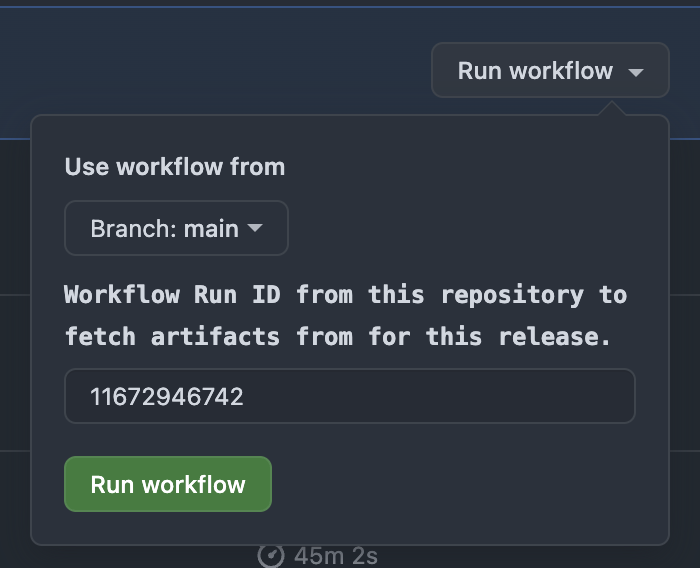 Run workflow
Use workflow from
Branch: main
Workflow Run ID from this repository to
fetch artifacts from for this release.
11672946742
Run workflow
45m 2s